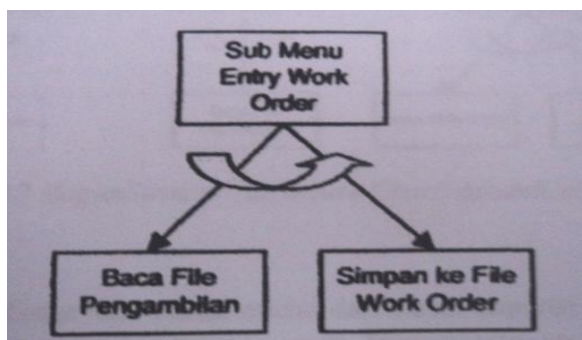 Sub Menu
Entry Work
Order
Baca File
Pengambilan
Simpan ke File
Work Order